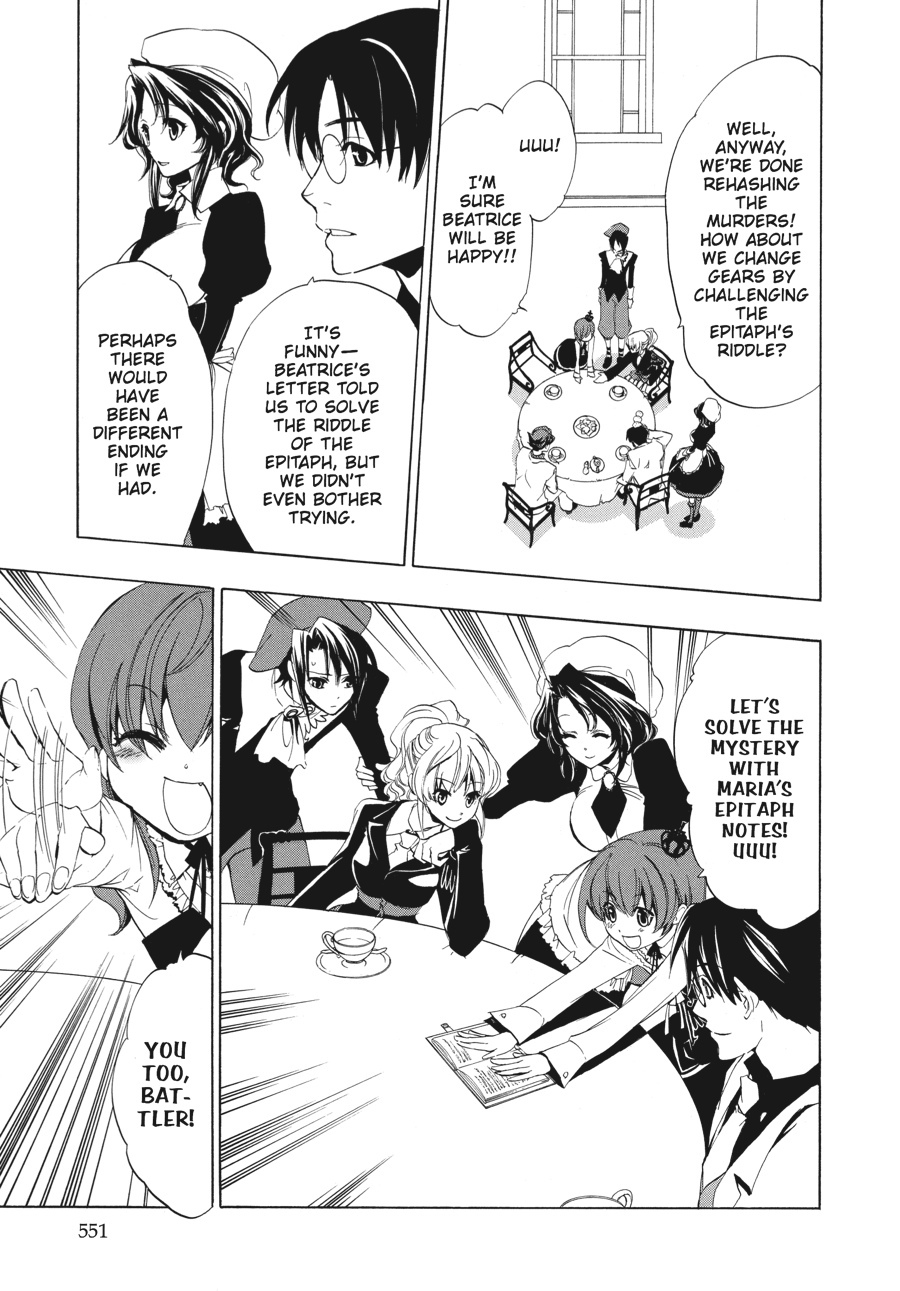 WELL,
ANYWAY,
WE'RE DONE
REHASHING
THE
MURDERS!
HOW ABOUT
WE CHANGE
GEARS BY
CHALLENGING
THE
EPITAPH'S
RIDDLE?
UUU!
I'M
SURE
BEATRICE
WILL BE
HAPPY!!
IT'S
FUNNY—
BEATRICE'S
LETTER TOLD
US TO SOLVE
THE RIDDLE
OF THE
EPITAPH, BUT
WE DIDN'T
EVEN BOTHER
TRYING.
PERHAPS
THERE
WOULD
HAVE
BEEN A
DIFFERENT
ENDING
IF WE
HAD.
LET'S
SOLVE THE
MYSTERY
WITH
MARIA'S
EPITAPH
NOTES!
UUU!
YOU
TOO,
BAT-
TLER!
551